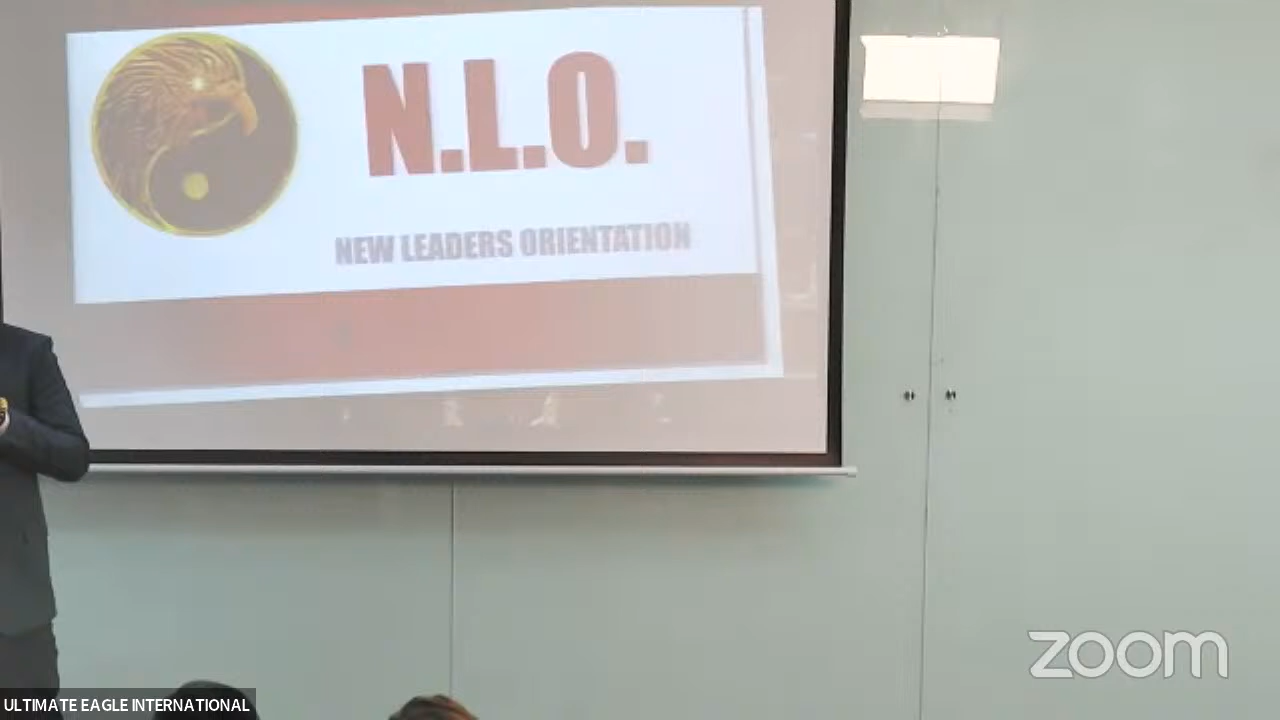 N.L.O.
NEW LEADERS ORIENTATION
zoom
ULTIMATE EAGLE INTERNATIONAL